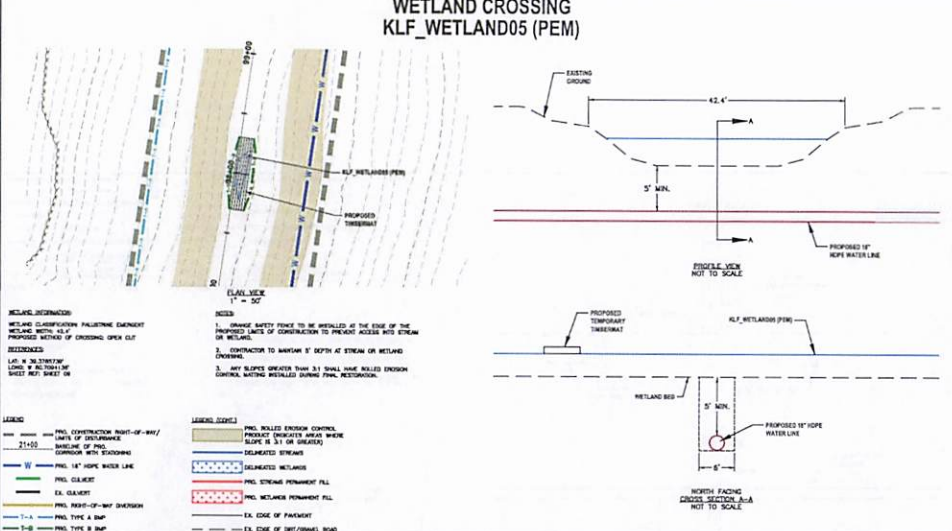 WETLAND CROSSING
KLF_WETLAND05 (PEM)
99+00
KLF_WETLAND05 (PEM)
PROPOSED
TIMBERMAT
W
W
W
PLAN VIEW
1" = 50'
EXISTING
GROUND
42.4'
A
5' MIN.
A
PROPOSED 18"
HDPE WATER LINE
PROFILE VIEW
NOT TO SCALE
WETLAND INFORMATION:
WETLAND CLASSIFICATION: PALUSTRINE EMERGENT
WETLAND WIDTH: 42.4'
PROPOSED METHOD OF CROSSING: OPEN CUT
REFERENCES:
SHEET REF: SHEET 09
NOTES:
1. ORANGE SAFETY FENCE TO BE INSTALLED AT THE EDGE OF THE
PROPOSED LIMITS OF CONSTRUCTION TO PREVENT ACCESS INTO STREAM
OR WETLAND.
2. CONTRACTOR TO MAINTAIN 5' DEPTH AT STREAM OR WETLAND
CROSSING.
3. ANY SLOPES GREATER THAN 3:1 SHALL HAVE ROLLED EROSION
CONTROL MATTING INSTALLED DURING FINAL RESTORATION.
PROPOSED
TEMPORARY
TIMBERMAT
KLF_WETLAND05 (PEM)
WETLAND BED
5' MIN.
PROPOSED 18" HDPE
WATER LINE
6'
NORTH FACING
CROSS SECTION A-A
NOT TO SCALE
LEGEND
PRO. CONSTRUCTION RIGHT-OF-WAY/
LIMITS OF DISTURBANCE
21+00
BASELINE OF PRO.
CORRIDOR WITH STATIONING
W
PRO. 18" HDPE WATER LINE
PRO. CULVERT
EX. CULVERT
PRO. RIGHT-OF-WAY DIVERSION
T-A
PRO. TYPE A BMP
T-B
PRO. TYPE B BMP
LEGEND (CONT.)
PRO. ROLLED EROSION CONTROL
PRODUCT (INDICATES AREAS WHERE
SLOPE IS 3:1 OR GREATER)
DELINEATED STREAMS
DELINEATED WETLANDS
PRO. STREAMS PERMANENT FILL
PRO. WETLANDS PERMANENT FILL
EX. EDGE OF PAVEMENT
EX. EDGE OF DIRT/GRAVEL ROAD